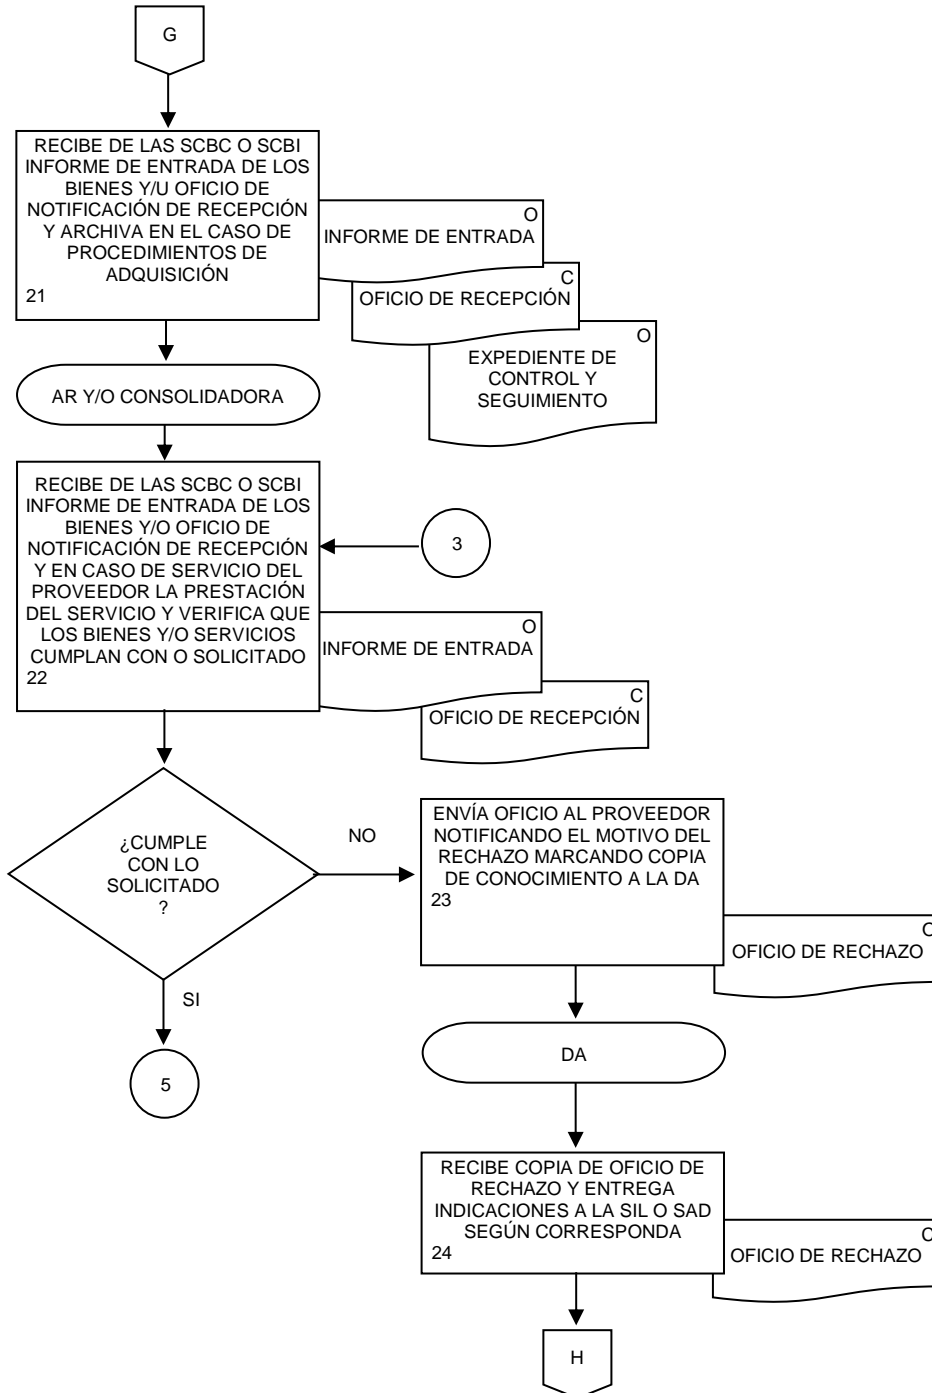 G
RECIBE DE LAS SCBC O SCBI
INFORME DE ENTRADA DE LOS
BIENES Y/U OFICIO DE
NOTIFICACIÓN DE RECEPCIÓN
Y ARCHIVA EN EL CASO DE
PROCEDIMIENTOS DE
ADQUISICIÓN
21
O
INFORME DE ENTRADA
C
OFICIO DE RECEPCIÓN
O
EXPEDIENTE DE
CONTROL Y
SEGUIMIENTO
AR Y/O CONSOLIDADORA
RECIBE DE LAS SCBC O SCBI
INFORME DE ENTRADA DE LOS
BIENES Y/O OFICIO DE
NOTIFICACIÓN DE RECEPCIÓN
Y EN CASO DE SERVICIO DEL
PROVEEDOR LA PRESTACIÓN
DEL SERVICIO Y VERIFICA QUE
LOS BIENES Y/O SERVICIOS
CUMPLAN CON O SOLICITADO
22
3
O
INFORME DE ENTRADA
C
OFICIO DE RECEPCIÓN
¿CUMPLE
CON LO
SOLICITADO
?
NO
SI
5
ENVÍA OFICIO AL PROVEEDOR
NOTIFICANDO EL MOTIVO DEL
RECHAZO MARCANDO COPIA
DE CONOCIMIENTO A LA DA
23
C
OFICIO DE RECHAZO
DA
RECIBE COPIA DE OFICIO DE
RECHAZO Y ENTREGA
INDICACIONES A LA SIL O SAD
SEGÚN CORRESPONDA
24
C
OFICIO DE RECHAZO
H